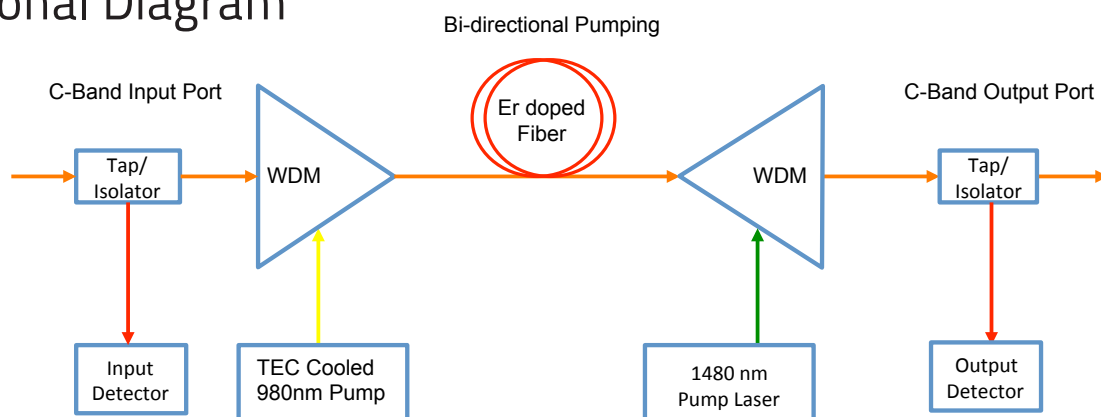 onal Diagram
Bi-directional Pumping
C-Band Input Port
Er doped
Fiber
C-Band Output Port
Tap/
Isolator
WDM
WDM
Tap/
Isolator
Input
Detector
TEC Cooled
980nm Pump
1480 nm
Pump Laser
Output
Detector